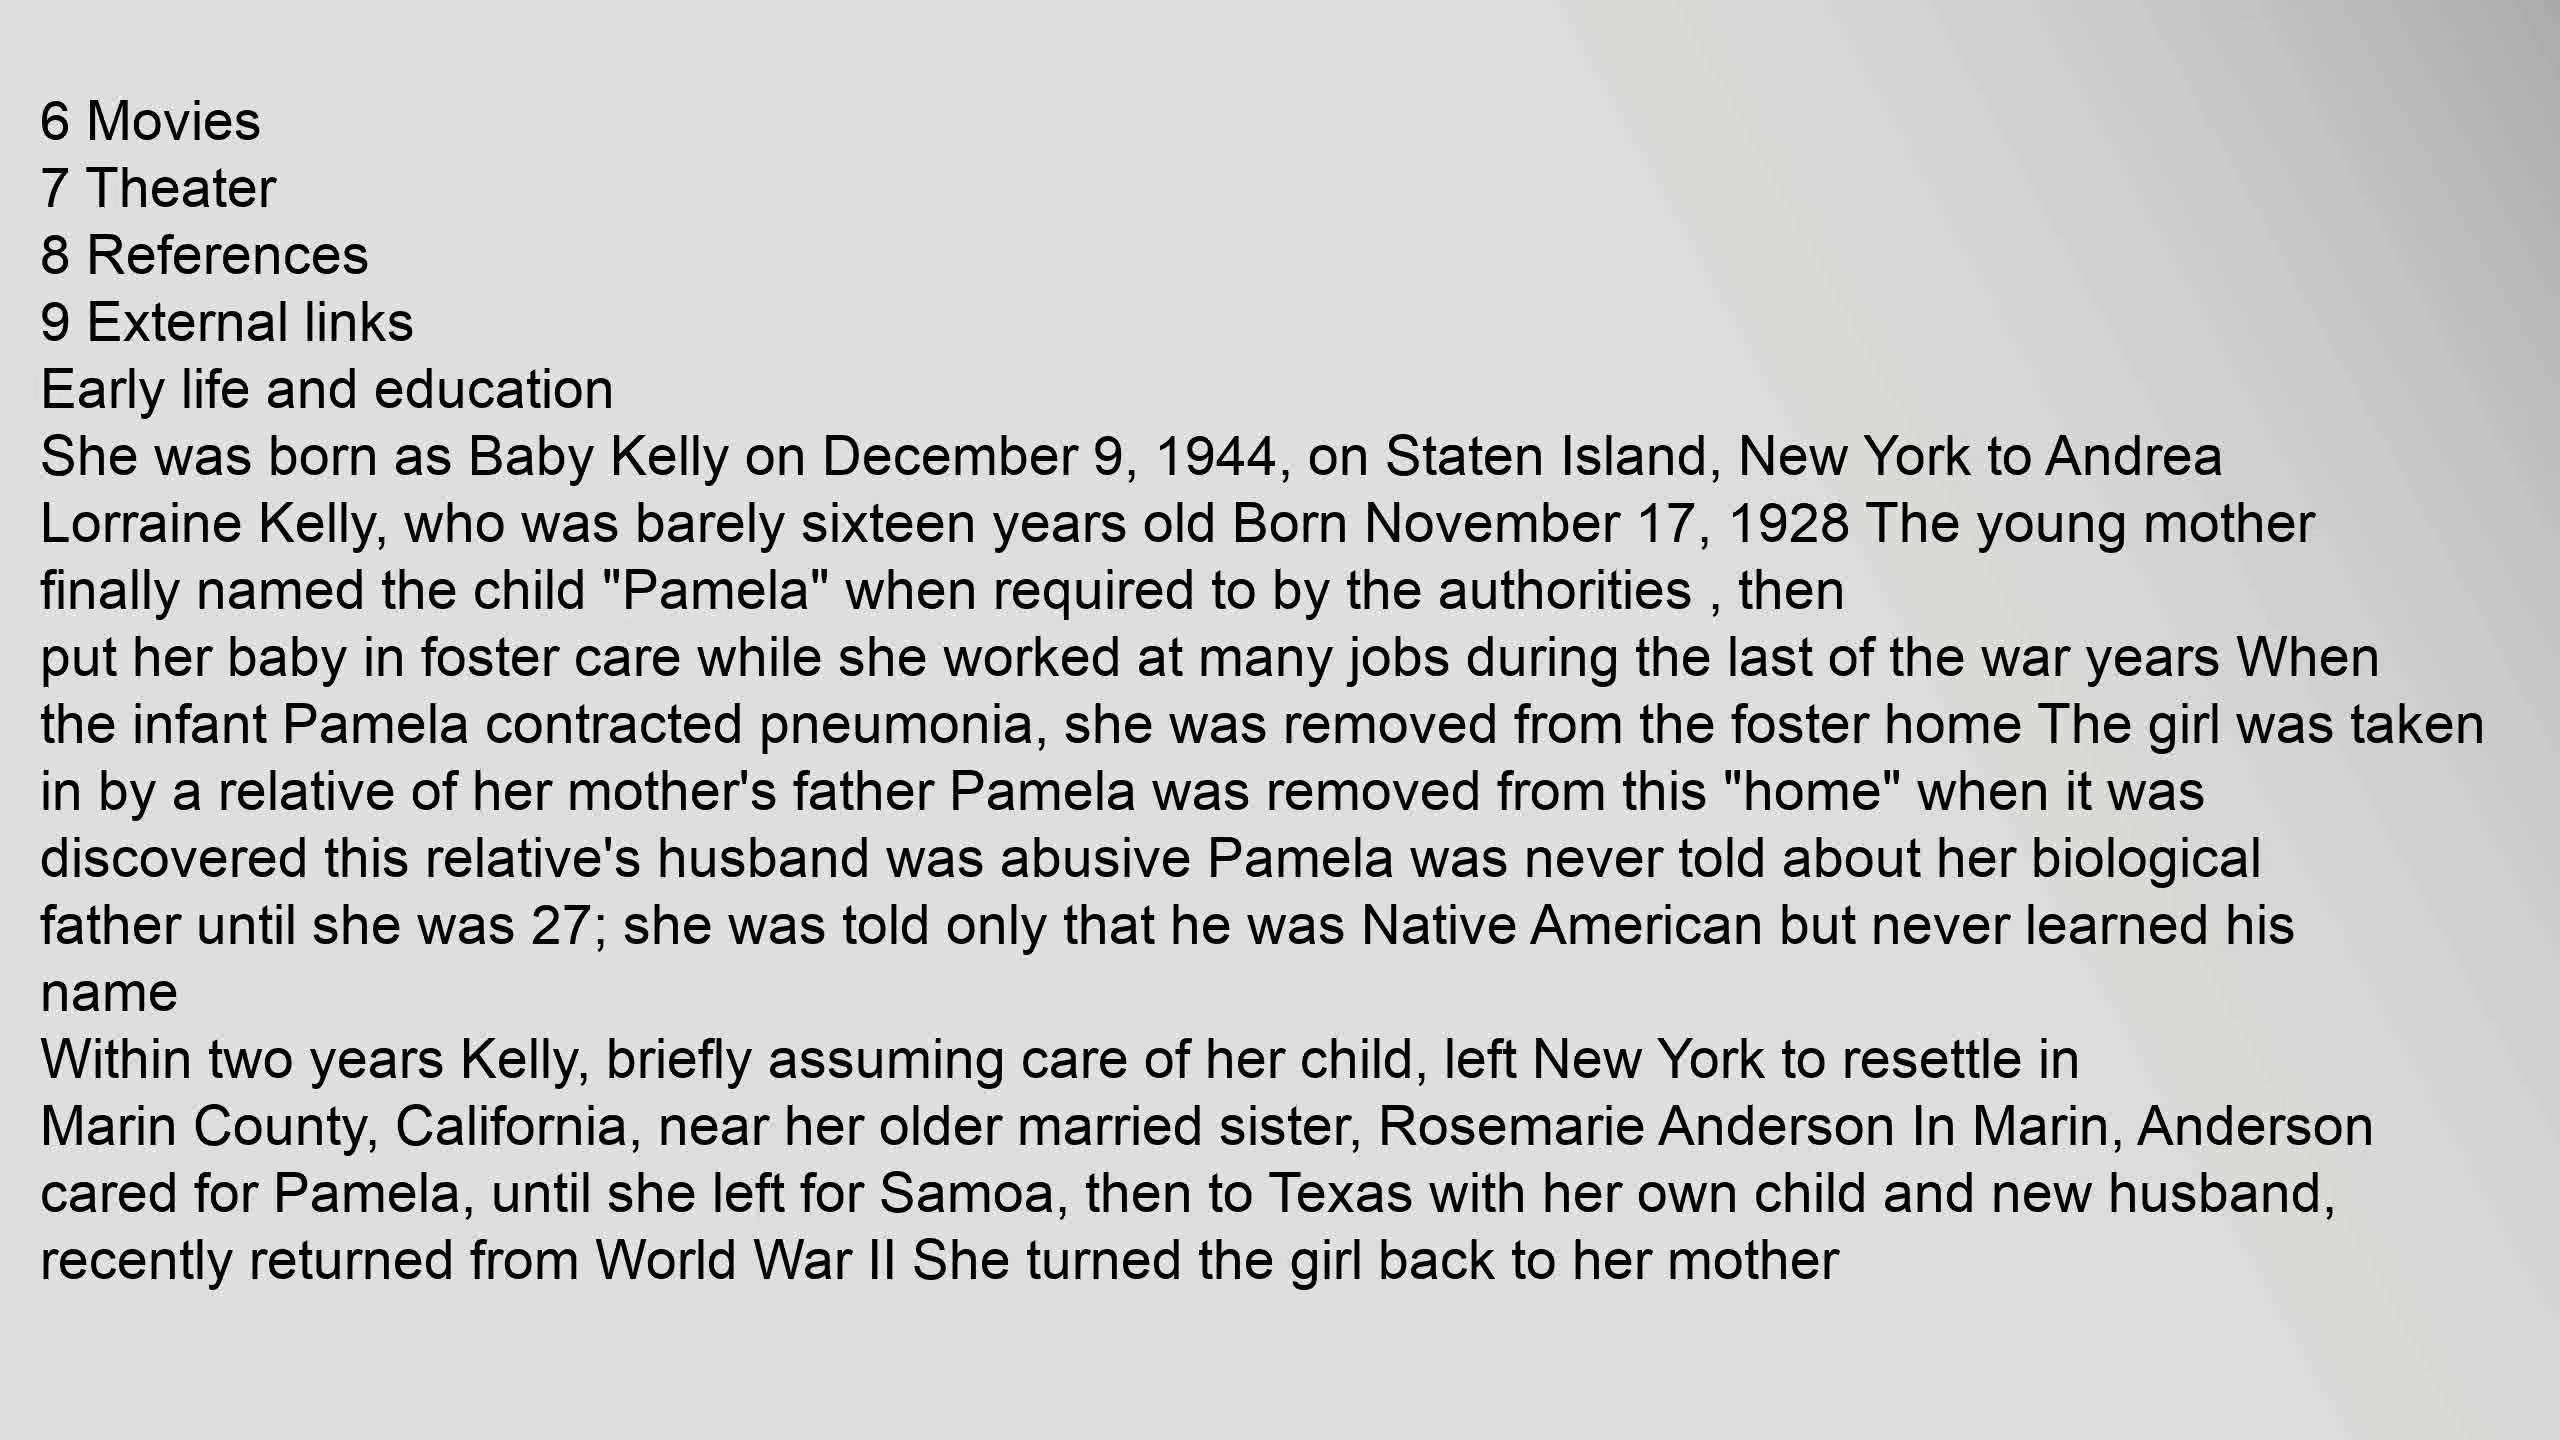 6 Movies
7 Theater
8 References
9 External links
Early life and education
She was born as Baby Kelly on December 9, 1944, on Staten Island, New York to Andrea
Lorraine Kelly, who was barely sixteen years old Born November 17, 1928 The young mother
finally named the child "Pamela" when required to by the authorities , then
put her baby in foster care while she worked at many jobs during the last of the war years When
the infant Pamela contracted pneumonia, she was removed from the foster home The girl was taken
in by a relative of her mother's father Pamela was removed from this "home" when it was
discovered this relative's husband was abusive Pamela was never told about her biological
father until she was 27; she was told only that he was Native American but never learned his
name
Within two years Kelly, briefly assuming care of her child, left New York to resettle in
Marin County, California, near her older married sister, Rosemarie Anderson In Marin, Anderson
cared for Pamela, until she left for Samoa, then to Texas with her own child and new husband,
recently returned from World War II She turned the girl back to her mother